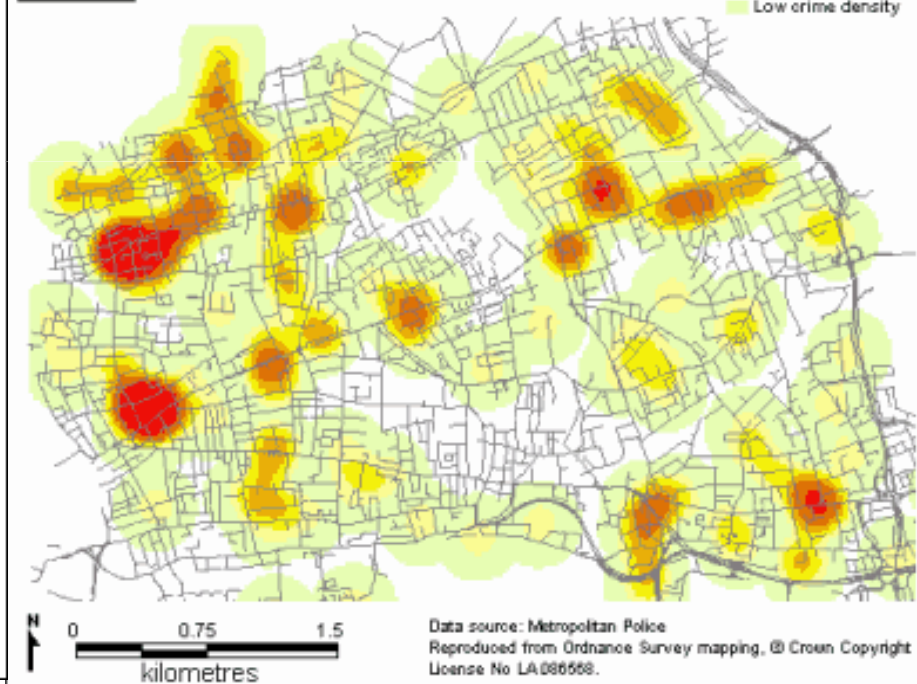 Low crime density
N
0 0.75 1.5
kilometres
Data source: Metropolitan Police
Reproduced from Ordnance Survey mapping, © Crown Copyright
License No LA086568.